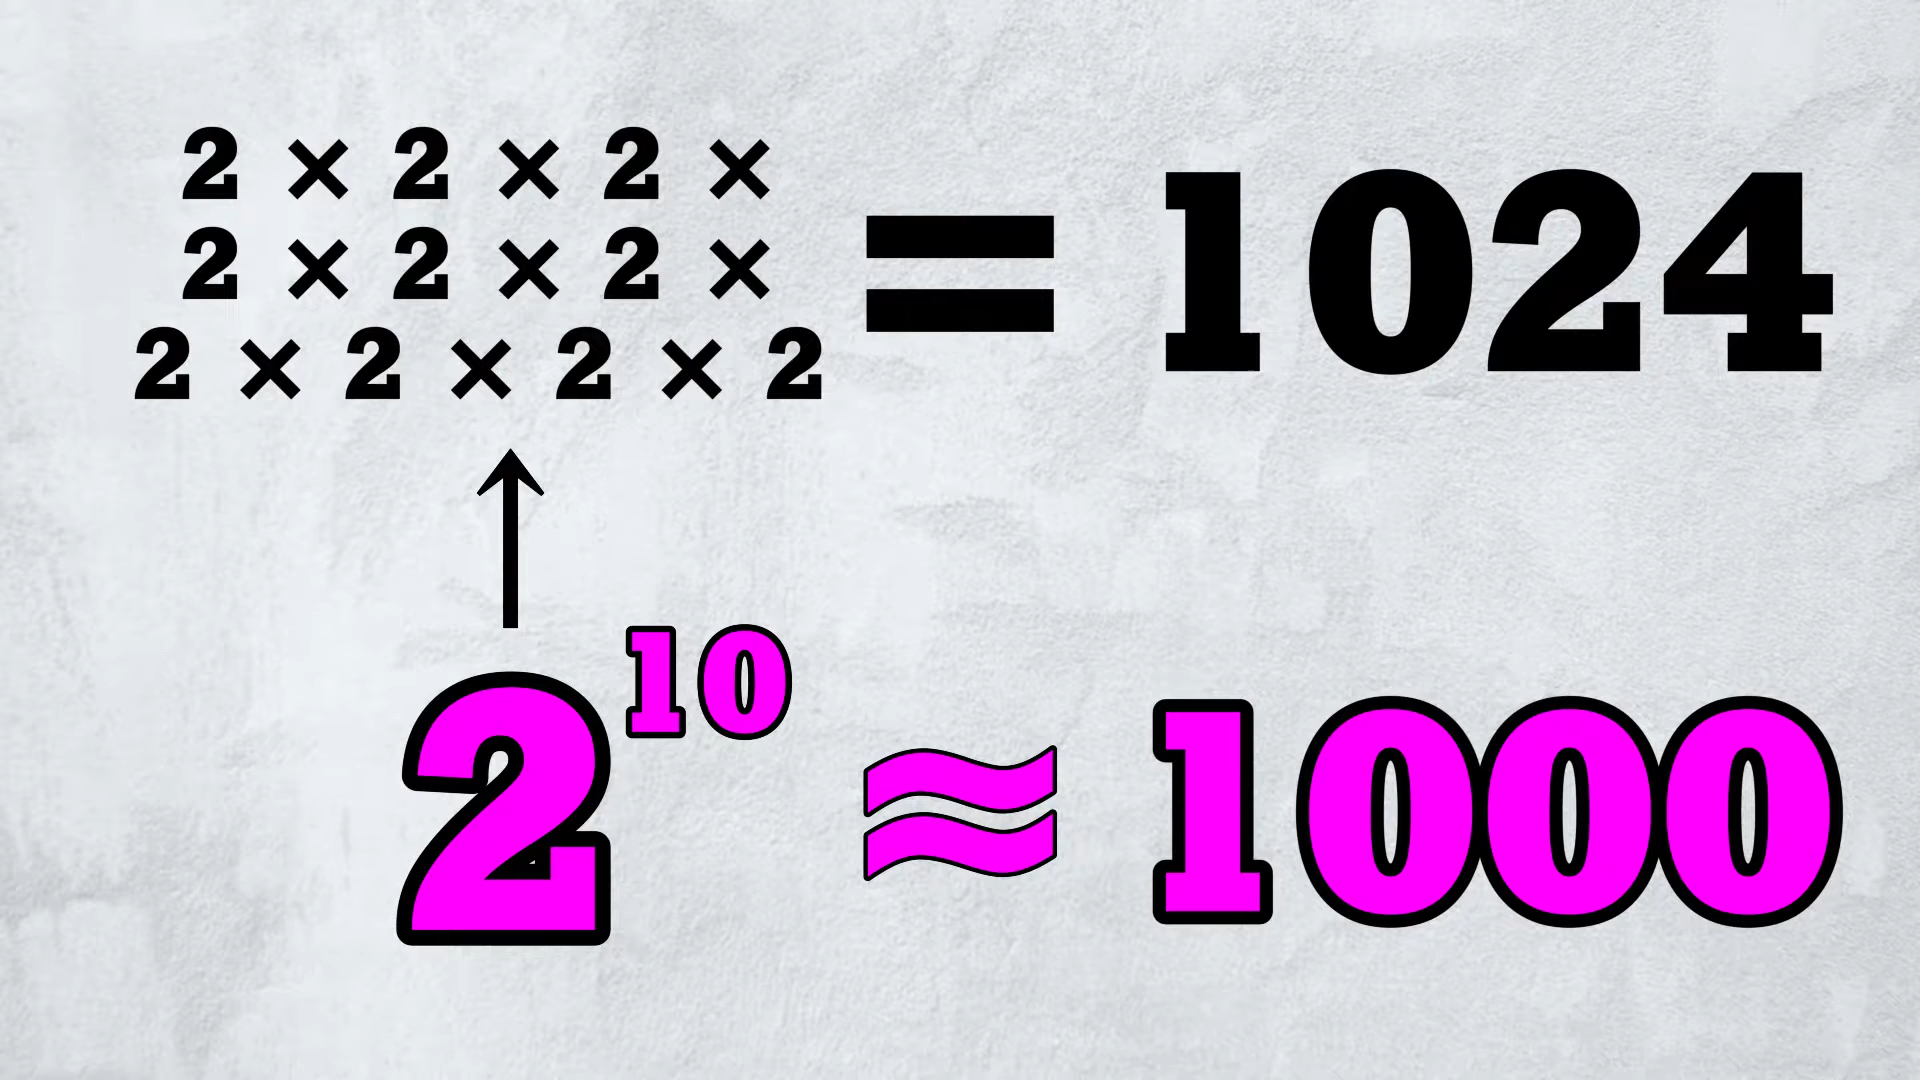 2 × 2 × 2 ×
2 × 2 × 2 ×
2 × 2 × 2 × 2
= 1024
2¹⁰ ≈ 1000